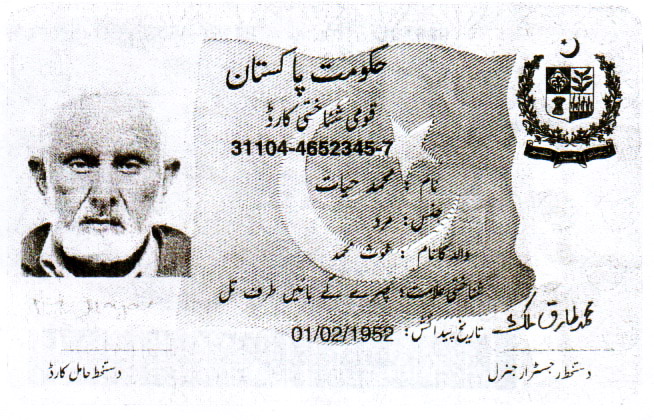 حکومت پاکستان
قومی شناختی کارڈ
31104-4652345-7
نام : محمد حیات
جنس: مرد
والد کا نام : غوث محمد
شناختی علامت: چہرے کے بائیں طرف تل
تاریخ پیدائش: 01/02/1952
محمد طارق ملک
دستخط حامل کارڈ
دستخط رجسٹرار جنرل